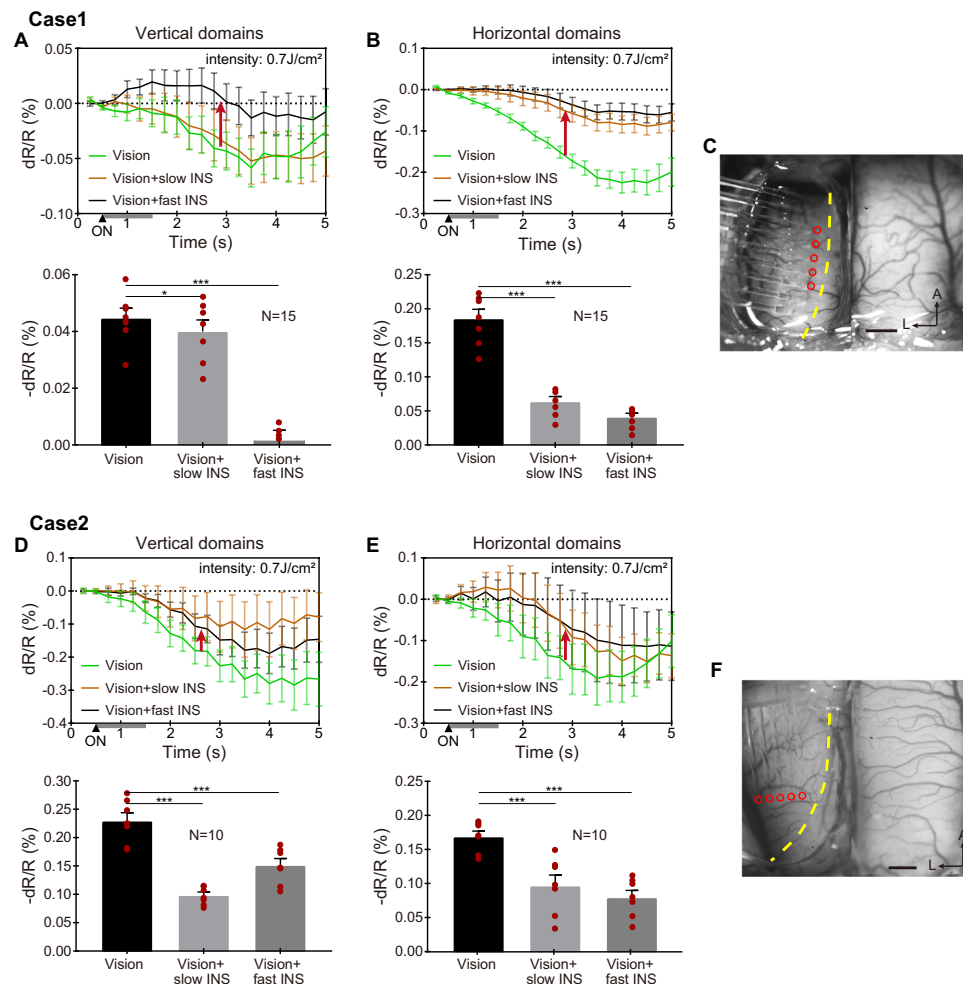 Case1
A
Vertical domains
intensity: 0.7J/cm²
dR/R (%)
0.05
0.00
-0.05
-0.10
Vision
Vision+slow INS
Vision+fast INS
0 1 2 3 4 5
ON
Time (s)
-dR/R (%)
0.06
0.04
0.02
0.00
***
*
N=15
Vision
Vision+
slow INS
Vision+
fast INS
B
Horizontal domains
intensity: 0.7J/cm²
dR/R (%)
0.1
0.0
-0.1
-0.2
-0.3
Vision
Vision+slow INS
Vision+fast INS
0 1 2 3 4 5
ON
Time (s)
-dR/R (%)
0.25
0.20
0.15
0.10
0.05
0.00
***
***
N=15
Vision
Vision+
slow INS
Vision+
fast INS
C
A
L
Case2
D
Vertical domains
intensity: 0.7J/cm²
dR/R (%)
0.1
0.0
-0.1
-0.2
-0.3
-0.4
Vision
Vision+slow INS
Vision+fast INS
0 1 2 3 4 5
ON
Time (s)
-dR/R (%)
0.30
0.25
0.20
0.15
0.10
0.05
0.00
***
***
N=10
Vision
Vision+
slow INS
Vision+
fast INS
E
Horizontal domains
intensity: 0.7J/cm²
dR/R (%)
0.1
0.0
-0.1
-0.2
-0.3
Vision
Vision+slow INS
Vision+fast INS
0 1 2 3 4 5
ON
Time (s)
-dR/R (%)
0.25
0.20
0.15
0.10
0.05
0.00
***
***
N=10
Vision
Vision+
slow INS
Vision+
fast INS
F
A
L